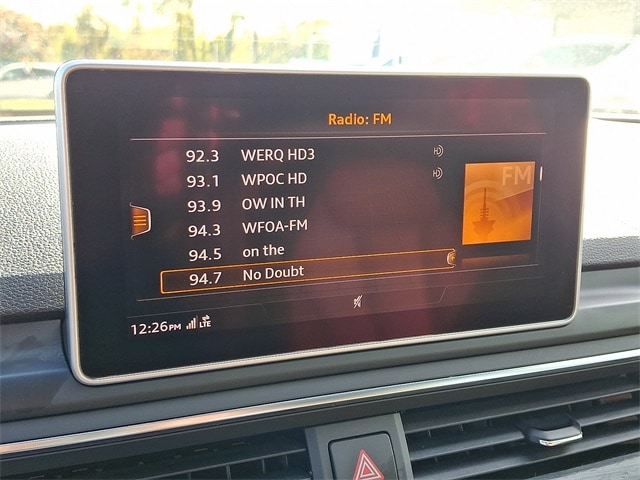 Radio: FM
92.3 WERQ HD3
93.1 WPOC HD
93.9 OW IN TH
94.3 WFOA-FM
94.5 on the
94.7 No Doubt
FM
12:26PM LTE